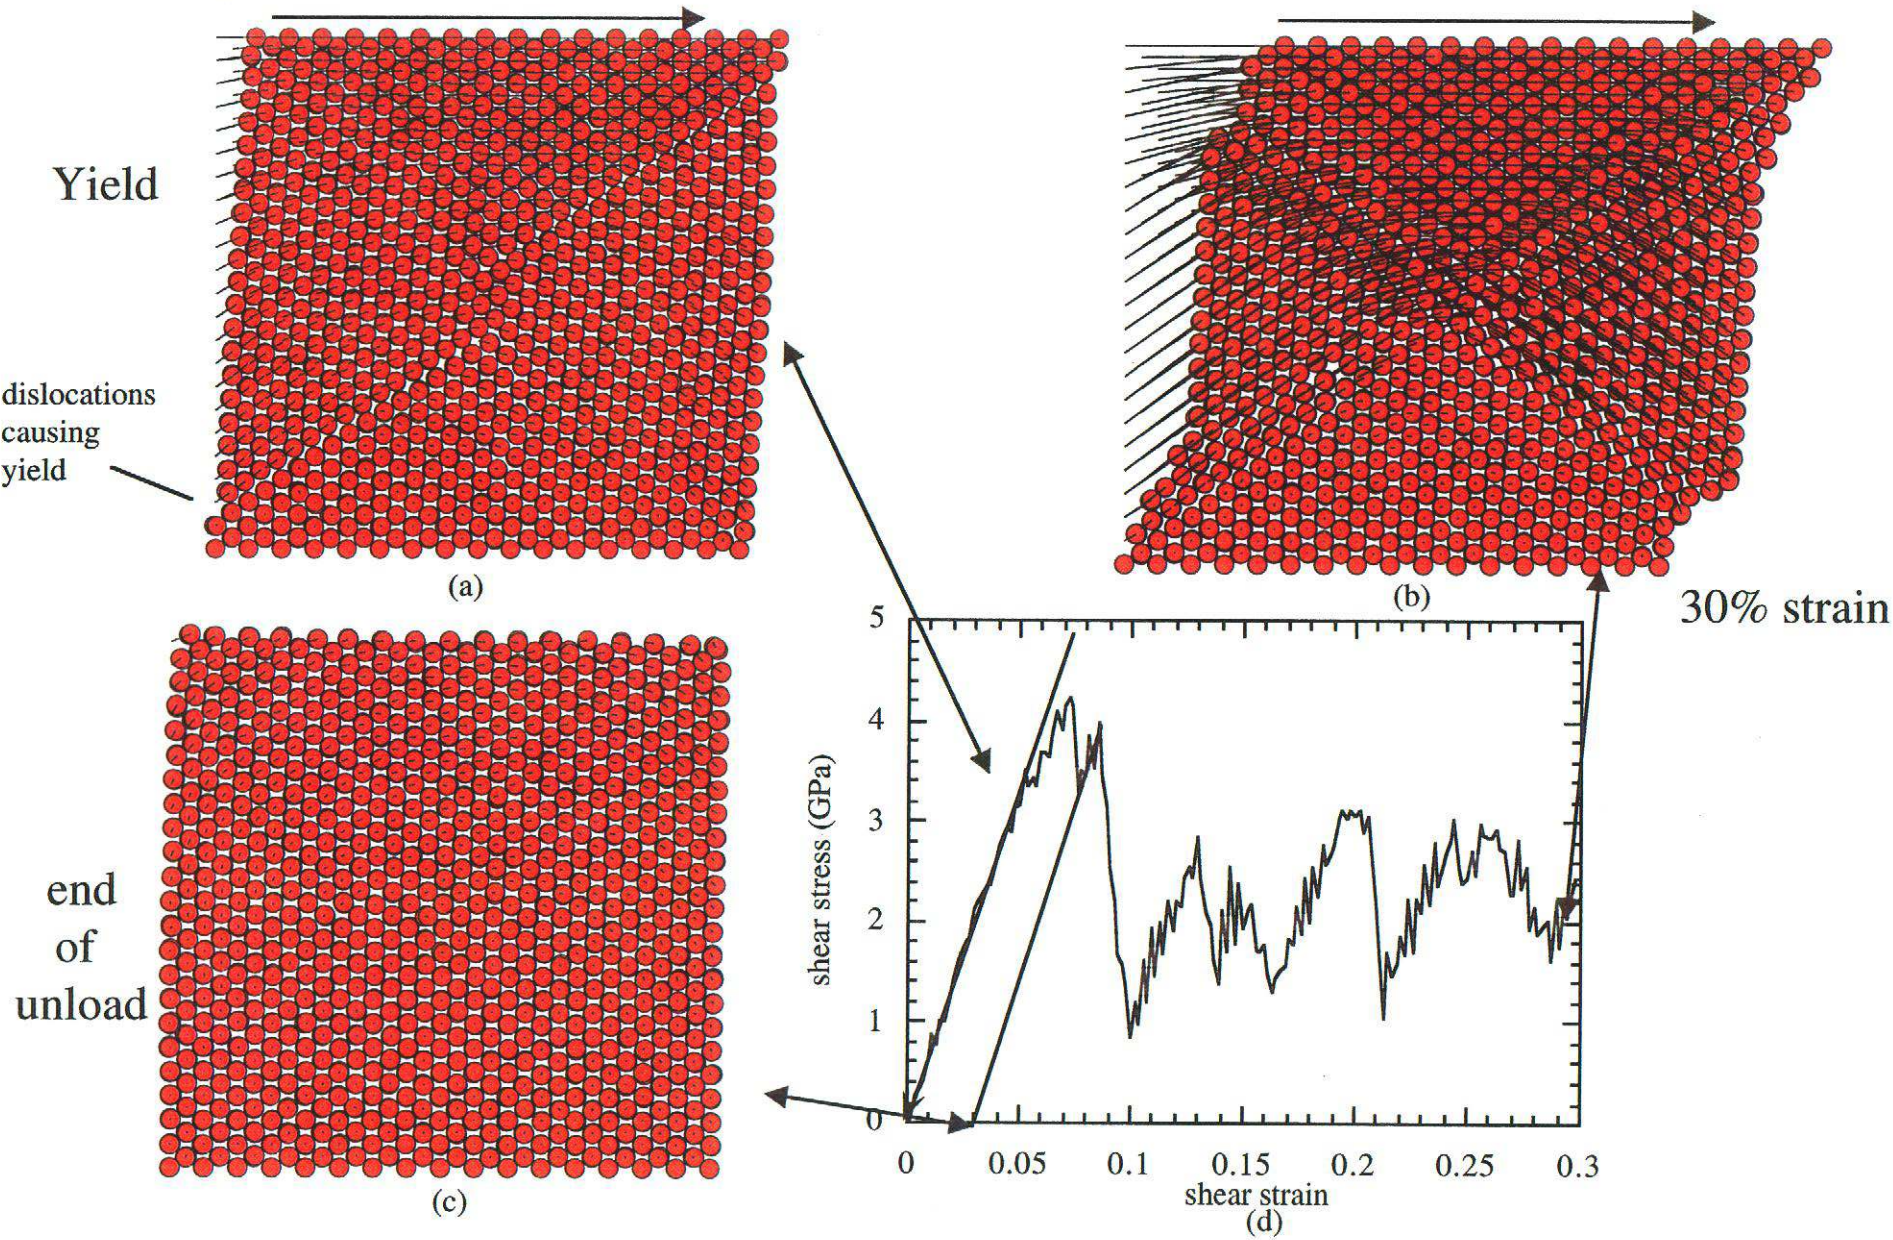 Yield
dislocations
causing
yield
(a)
(b)
30% strain
end
of
unload
(c)
5
4
3
2
1
0
shear stress (GPa)
0 0.05 0.1 0.15 0.2 0.25 0.3
shear strain
(d)